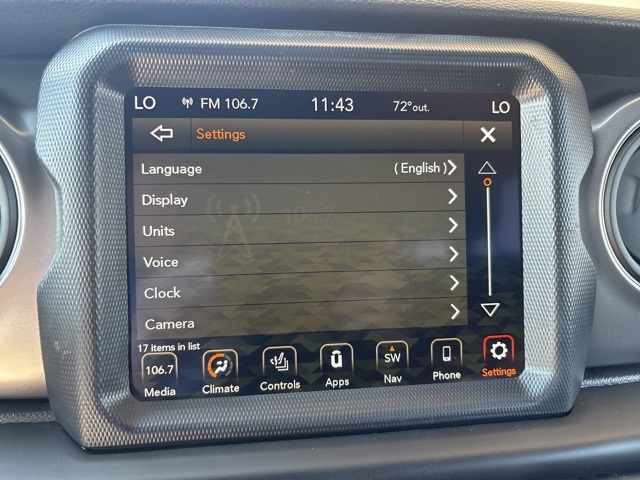 LO FM 106.7 11:43 72°out. LO
Settings
Language (English)
Display
Units
Voice
Clock
Camera
17 items in list
106.7 SW
Media Climate Controls Apps Nav Phone Settings